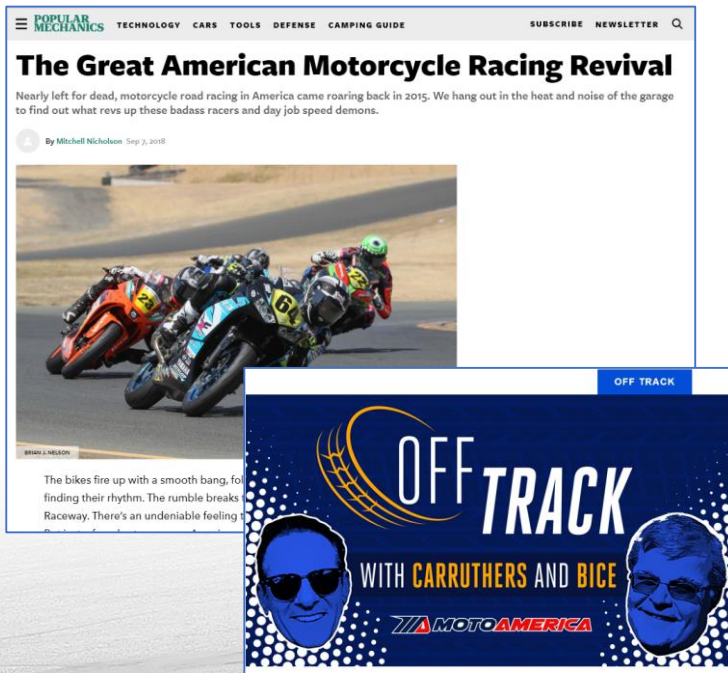 POPULAR MECHANICS TECHNOLOGY CARS TOOLS DEFENSE CAMPING GUIDE SUBSCRIBE NEWSLETTER
The Great American Motorcycle Racing Revival
Nearly left for dead, motorcycle road racing in America came roaring back in 2015. We hang out in the heat and noise of the garage
to find out what revs up these badass racers and day job speed demons.
By Mitchell Nicholson Sep 7, 2018
23
64
22
BRIAN J. NELSON
The bikes fire up with a smooth bang, fol
finding their rhythm. The rumble breaks
Raceway. There's an undeniable feeling
OFF TRACK
OFF
TRACK
WITH CARRUTHERS AND BICE
MOTOAMERICA